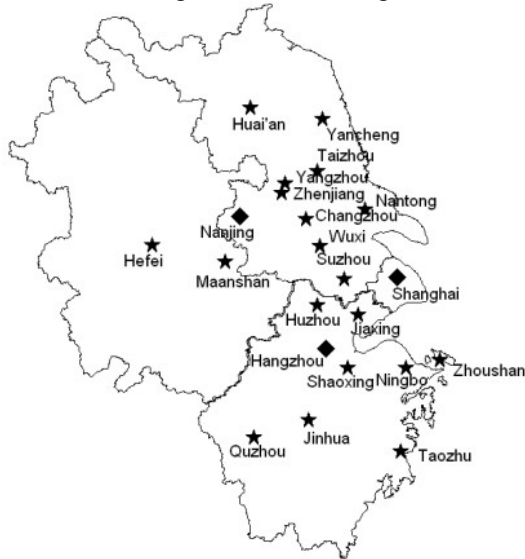 Huai'an
Yancheng
Taizhou
Yangzhou
Zhenjiang
Nantong
Changzhou
Nanjing
Wuxi
Hefei
Suzhou
Maanshan
Shanghai
Huzhou
Jiaxing
Hangzhou
Zhoushan
Shaoxing
Ningbo
Jinhua
Quzhou
Taozhu